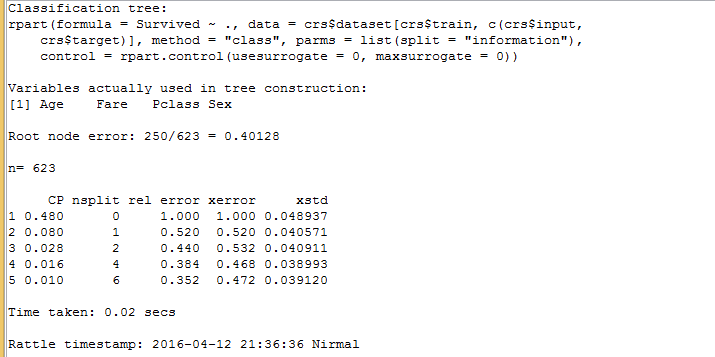 Classification tree:
rpart(formula = Survived ~ ., data = crs$dataset[crs$train, c(crs$input,
    crs$target)], method = "class", parms = list(split = "information"),
    control = rpart.control(usesurrogate = 0, maxsurrogate = 0))
Variables actually used in tree construction:
[1] Age    Fare   Pclass Sex
Root node error: 250/623 = 0.40128
n= 623
     CP nsplit rel error xerror     xstd
1 0.480      0     1.000  1.000 0.048937
2 0.080      1     0.520  0.520 0.040571
3 0.028      2     0.440  0.532 0.040911
4 0.016      4     0.384  0.468 0.038993
5 0.010      6     0.352  0.472 0.039120
Time taken: 0.02 secs
Rattle timestamp: 2016-04-12 21:36:36 Nirmal